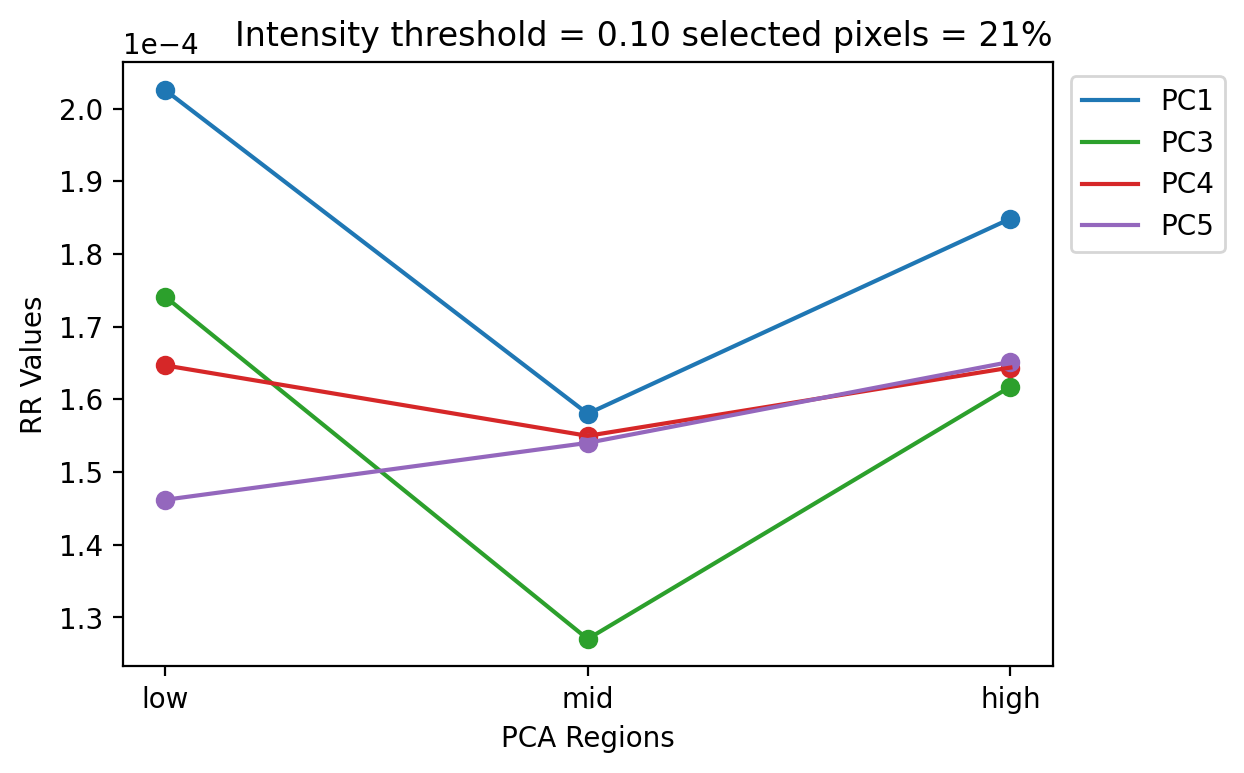 Intensity threshold = 0.10 selected pixels = 21%
1e−4
2.0
1.9
1.8
1.7
1.6
1.5
1.4
1.3
RR Values
low mid high
PCA Regions
PC1
PC3
PC4
PC5